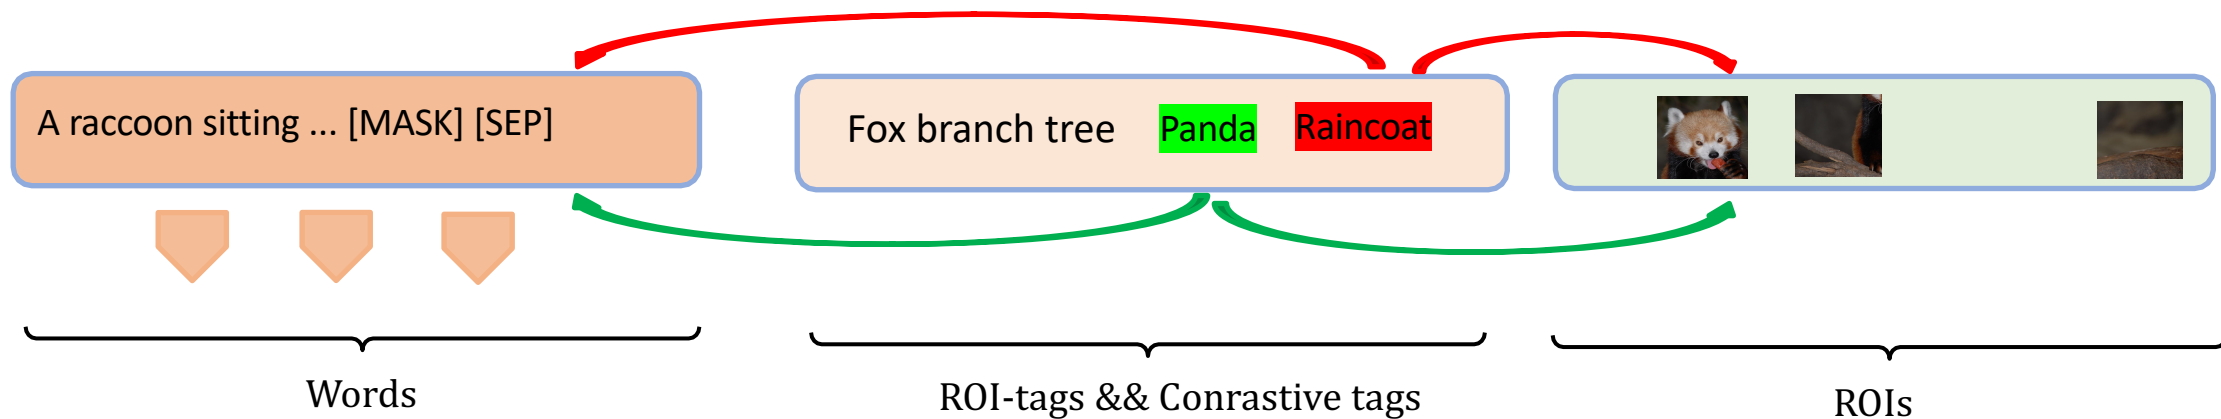 A raccoon sitting ... [MASK] [SEP]
Fox branch tree Panda Raincoat
Words
ROI-tags && Conrastive tags
ROIs